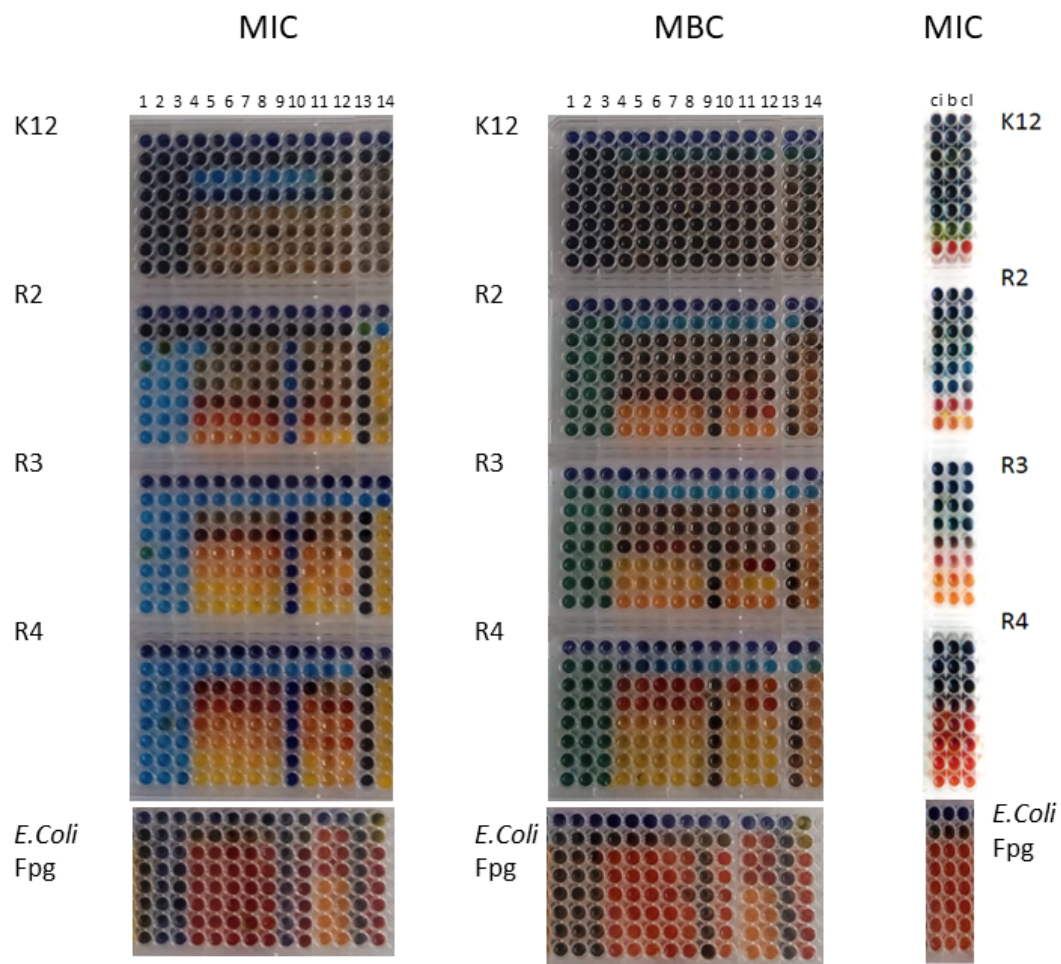 MIC MBC MIC
1 2 3 4 5 6 7 8 9 10 11 12 13 14 1 2 3 4 5 6 7 8 9 10 11 12 13 14 ci b cl
K12 K12 K12
R2 R2 R2
R3 R3 R3
R4 R4 R4
E.Coli E.Coli E.Coli
Fpg Fpg Fpg